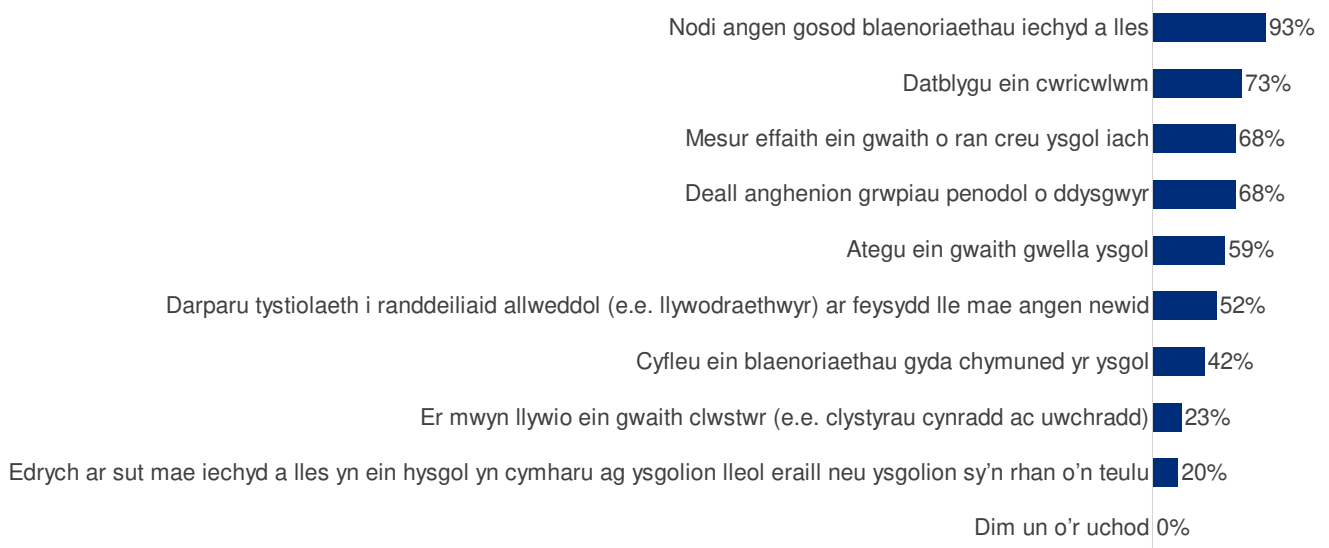 Nodi angen gosod blaenoriaethau iechyd a lles 93%
Datblygu ein cwricwlwm 73%
Mesur effaith ein gwaith o ran creu ysgol iach 68%
Deall anghenion grwpiau penodol o ddysgwyr 68%
Ategu ein gwaith gwella ysgol 59%
Darparu tystiolaeth i randdeiliaid allweddol (e.e. llywodraethwyr) ar feysydd lle mae angen newid 52%
Cyfleu ein blaenoriaethau gyda chymuned yr ysgol 42%
Er mwyn llywio ein gwaith clwstwr (e.e. clystyrau cynradd ac uwchradd) 23%
Edrych ar sut mae iechyd a lles yn ein hysgol yn cymharu ag ysgolion lleol eraill neu ysgolion sy’n rhan o’n teulu 20%
Dim un o’r uchod 0%